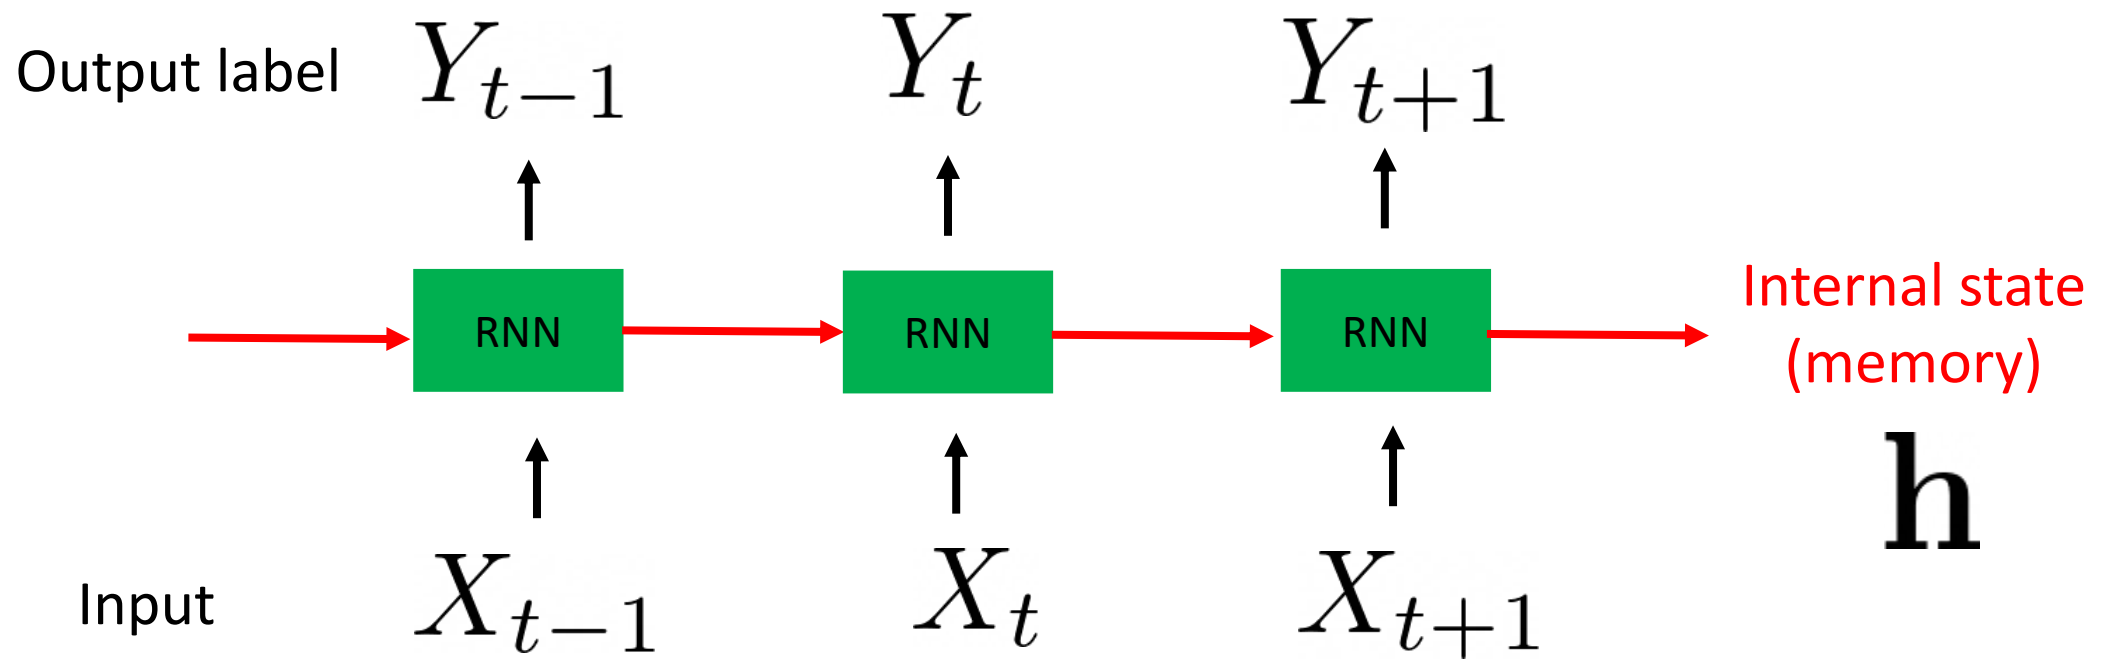 Output label
Y_{t-1}
Y_t
Y_{t+1}
RNN
RNN
RNN
Internal state
(memory)
h
Input
X_{t-1}
X_t
X_{t+1}